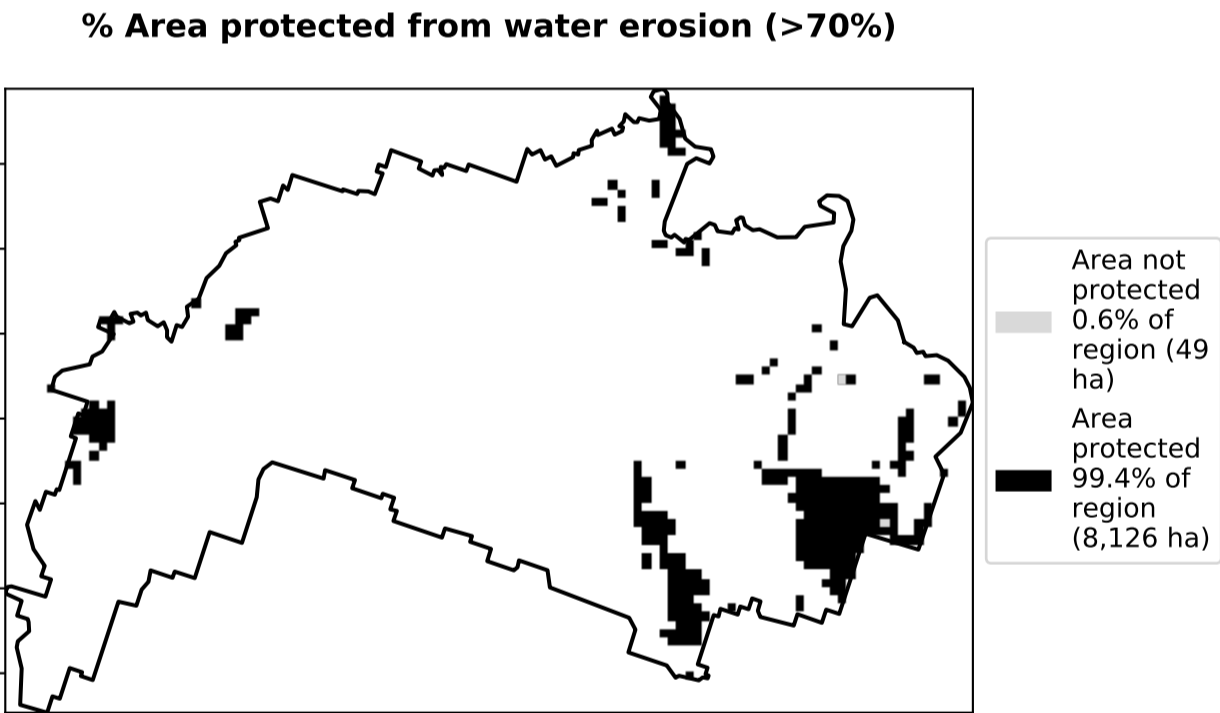 % Area protected from water erosion (>70%)
Area not
protected
0.6% of
region (49
ha)
Area
protected
99.4% of
region
(8,126 ha)